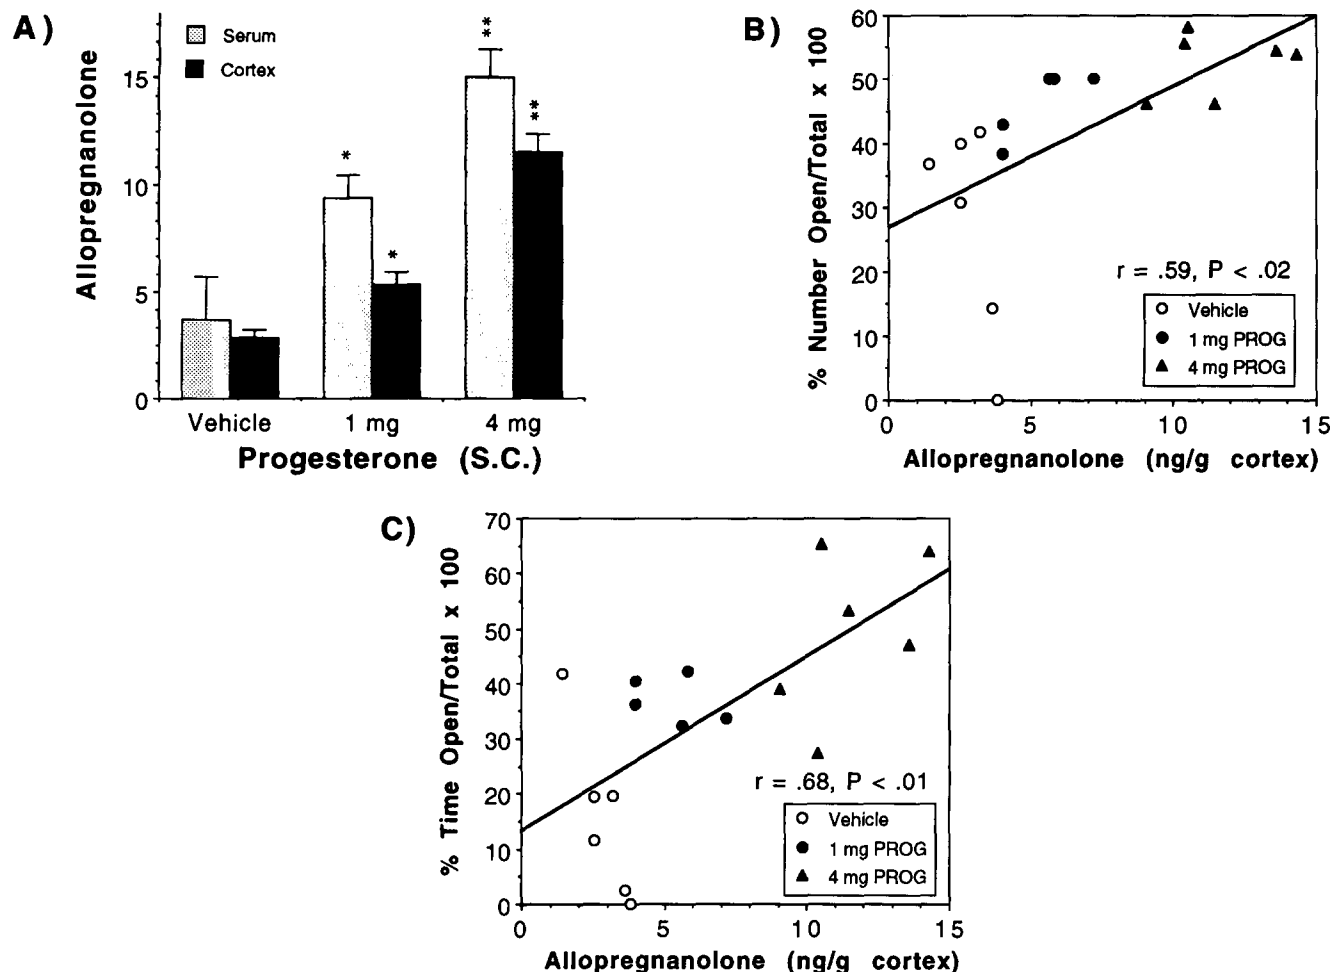 A)
Allopregnanolone
15
10
5
0
Serum
Cortex
*
*
**
**
Vehicle 1 mg 4 mg
Progesterone (S.C.)
B)
% Number Open/Total x 100
60
50
40
30
20
10
0
r = .59, P < .02
Vehicle
1 mg PROG
4 mg PROG
0 5 10 15
Allopregnanolone (ng/g cortex)
C)
% Time Open/Total x 100
70
60
50
40
30
20
10
0
r = .68, P < .01
Vehicle
1 mg PROG
4 mg PROG
0 5 10 15
Allopregnanolone (ng/g cortex)